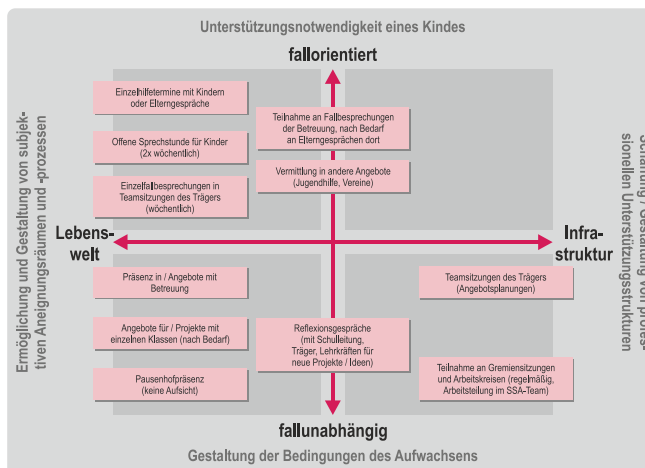 Unterstützungsnotwendigkeit eines Kindes
fallorientiert
Ermöglichung und Gestaltung von subjek-
tiven Aneignungsräumen und -prozessen
Einzelhilfetermine mit Kindern
oder Elterngespräche
Offene Sprechstunde für Kinder
(2x wöchentlich)
Einzelfallbesprechungen in
Teamsitzungen des Trägers
(wöchentlich)
Teilnahme an Fallbesprechungen
der Betreuung, nach Bedarf
an Elterngesprächen dort
Vermittlung in andere Angebote
(Jugendhilfe, Vereine)
Lebens-
welt
Infra-
struktur
Präsenz in / Angebote mit
Betreuung
Angebote für / Projekte mit
einzelnen Klassen (nach Bedarf)
Pausenhofpräsenz
(keine Aufsicht)
Reflexionsgespräche
(mit Schulleitung,
Träger, Lehrkräften für
neue Projekte / Ideen)
Teamsitzungen des Trägers
(Angebotsplanungen)
Teilnahme an Gremiensitzungen
und Arbeitskreisen (regelmäßig,
Arbeitsteilung im SSA-Team)
/ Gestaltung von profes-
sionellen Unterstützungsstrukturen
fallunabhängig
Gestaltung der Bedingungen des Aufwachsens